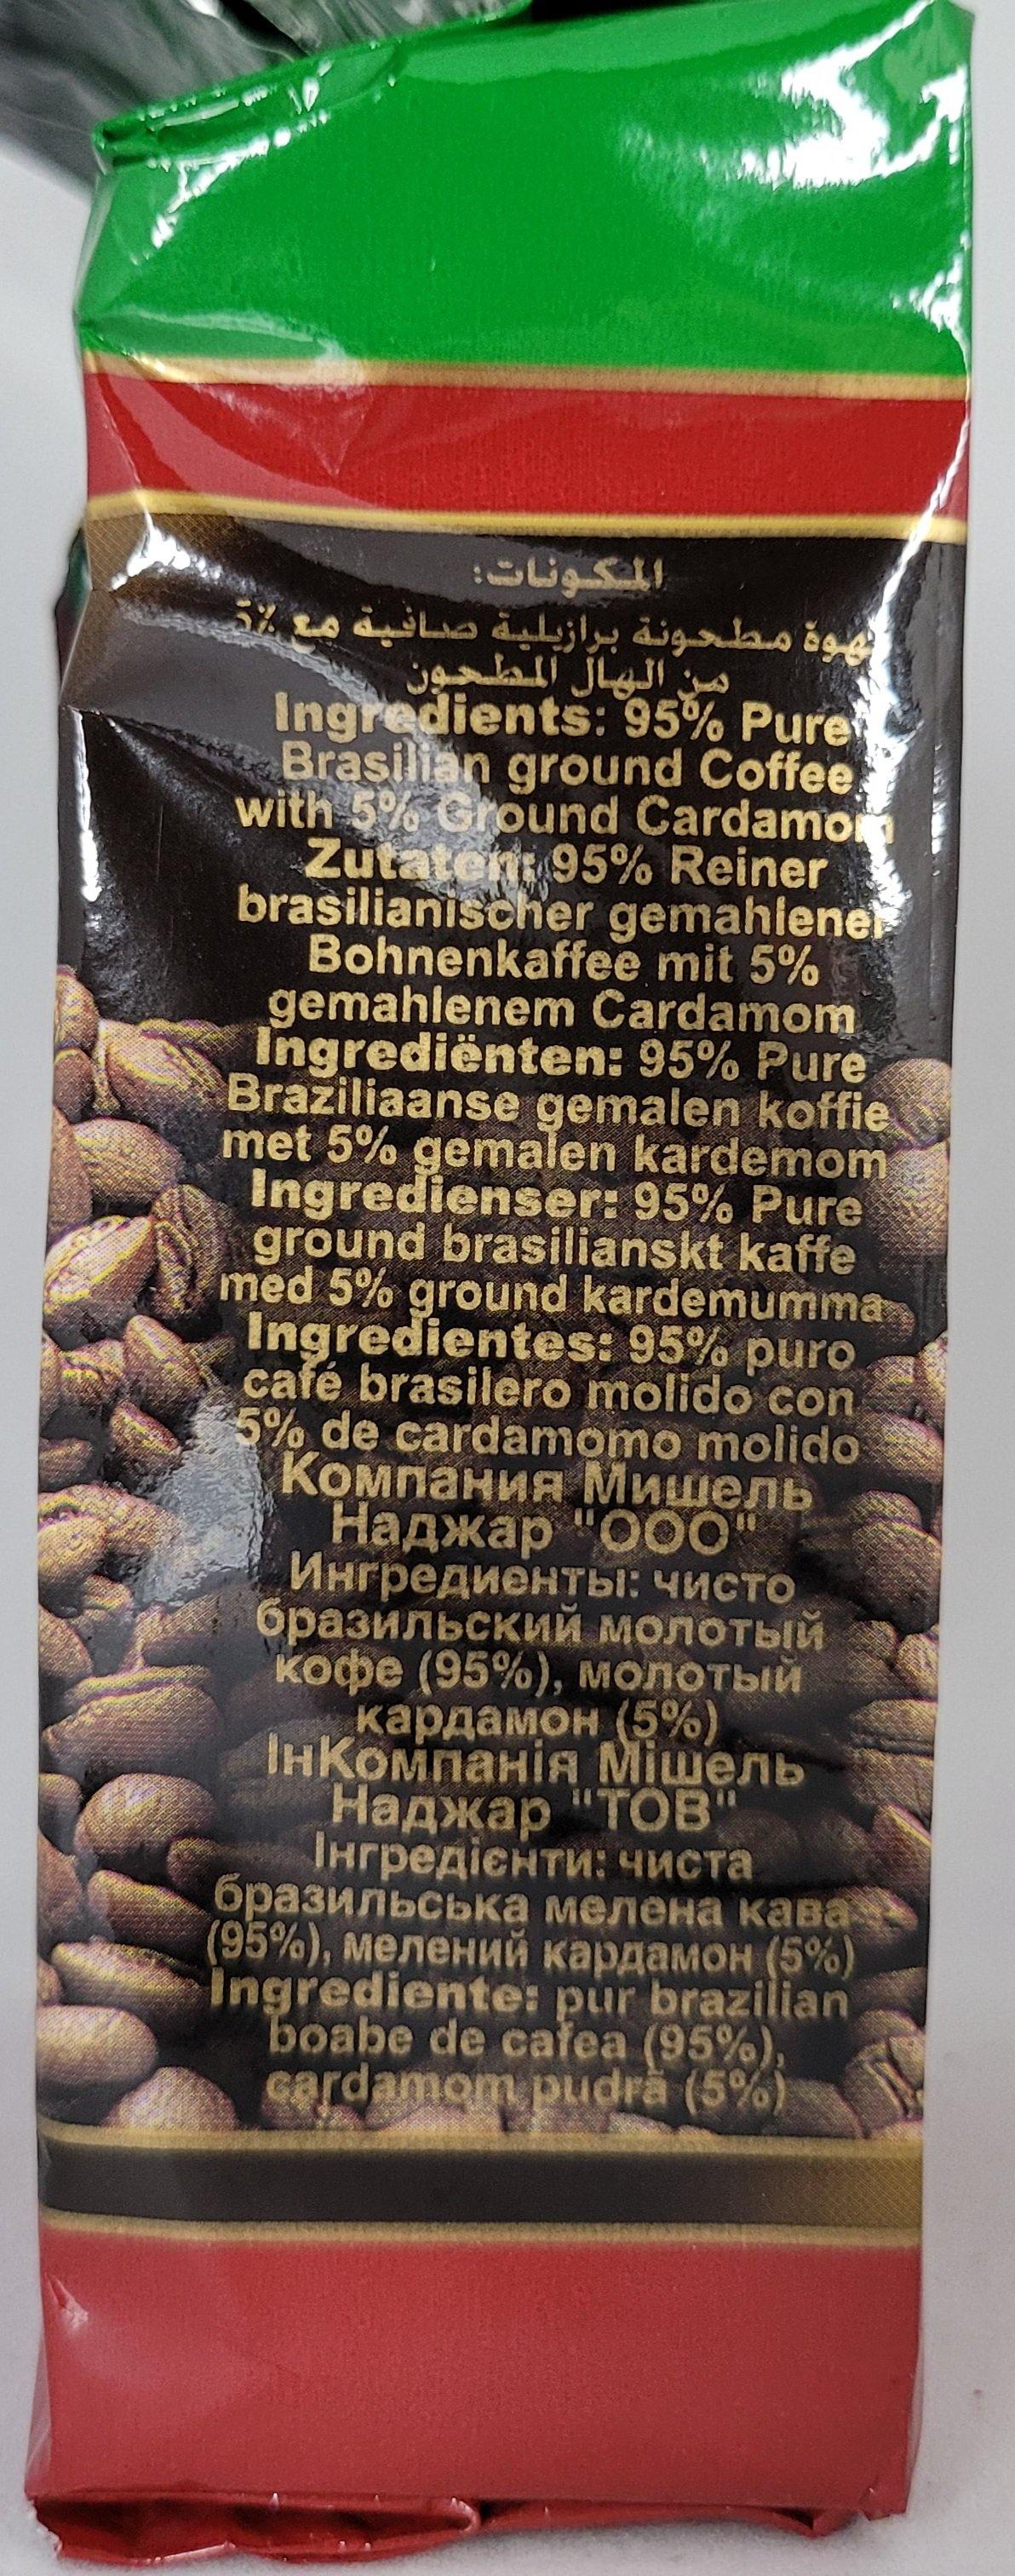 المكونات:
قهوة مطحونة برازيلية صافية مع ٪5
من الهال المطحون
Ingredients: 95% Pure
Brasilian ground Coffee
with 5% Ground Cardamom
Zutaten: 95% Reiner
brasilianischer gemahlener
Bohnenkaffee mit 5%
gemahlenem Cardamom
Ingrediënten: 95% Pure
Braziliaanse gemalen koffie
met 5% gemalen kardemom
Ingredienser: 95% Pure
ground brasilianskt kaffe
med 5% ground kardemumma
Ingredientes: 95% puro
café brasilero molido con
5% de cardamomo molido
Компания Мишель
Наджар "ООО"
Ингредиенты: чисто
бразильский молотый
кофе (95%), молотый
кардамон (5%)
ІнКомпанія Мішель
Наджар "ТОВ"
Інгредієнти: чиста
бразильська мелена кава
(95%), мелений кардамон (5%)
Ingrediente: pur brazilian
boabe de cafea (95%),
cardamom pudră (5%)